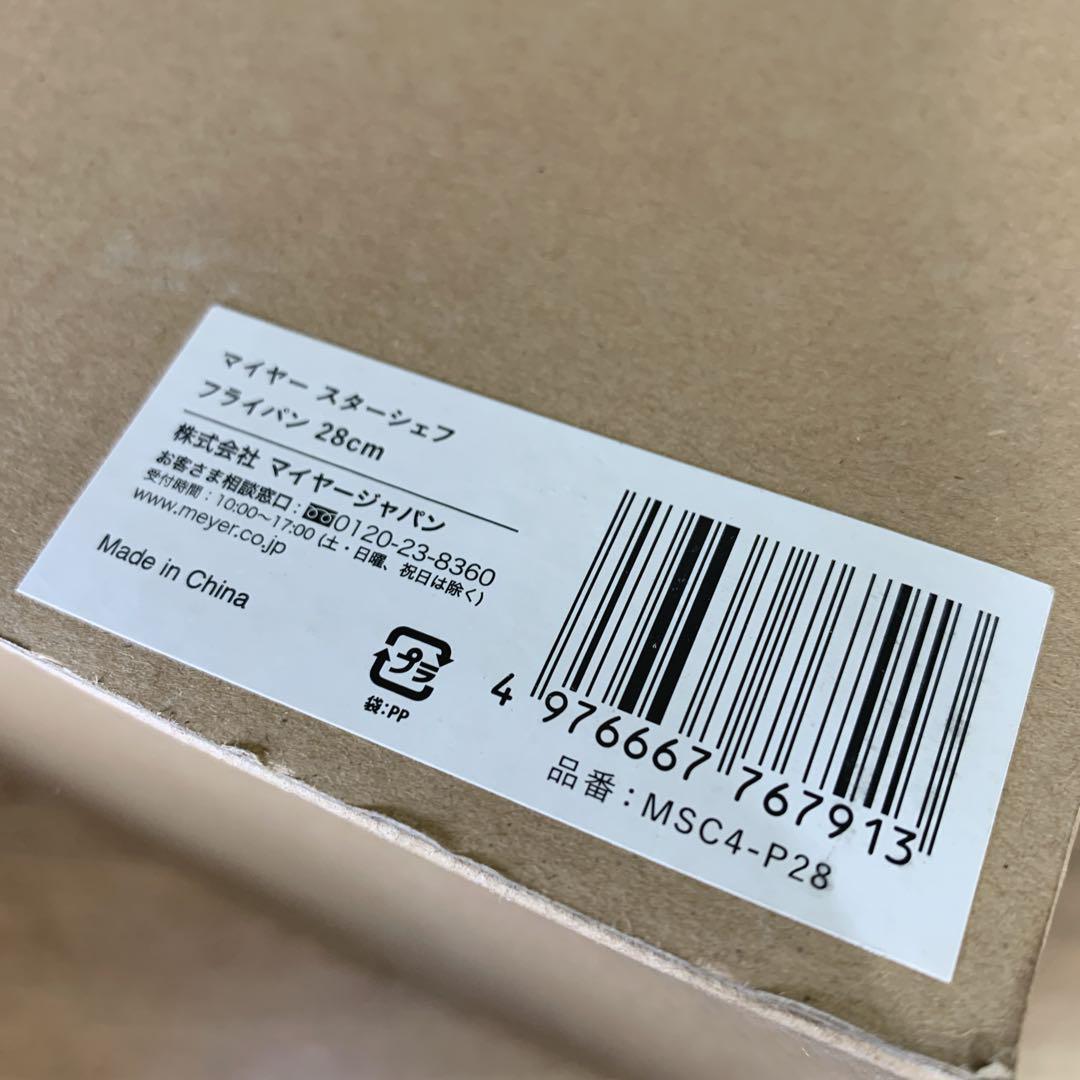 マイヤー スターシェフ
フライパン 28cm
株式会社 マイヤージャパン
お客さま相談窓口：0120-23-8360
受付時間：10:00〜17:00 (土・日曜、祝日は除く)
www.meyer.co.jp
Made in China
プラ
袋:PP
4 976667 767913
品番：MSC4-P28